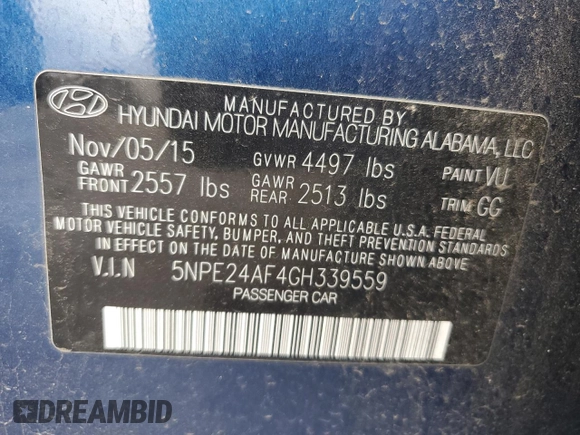 MANUFACTURED BY
HYUNDAI MOTOR MANUFACTURING ALABAMA, LLC
Nov/05/15 GVWR 4497 lbs PAINT VU
GAWR FRONT 2557 lbs GAWR REAR 2513 lbs TRIM GG
THIS VEHICLE CONFORMS TO ALL APPLICABLE U.S.A. FEDERAL
MOTOR VEHICLE SAFETY, BUMPER, AND THEFT PREVENTION
STANDARDS IN EFFECT ON THE DATE OF MANUFACTURE SHOWN ABOVE.
V.I.N 5NPE24AF4GH339559
PASSENGER CAR
DREAMBID